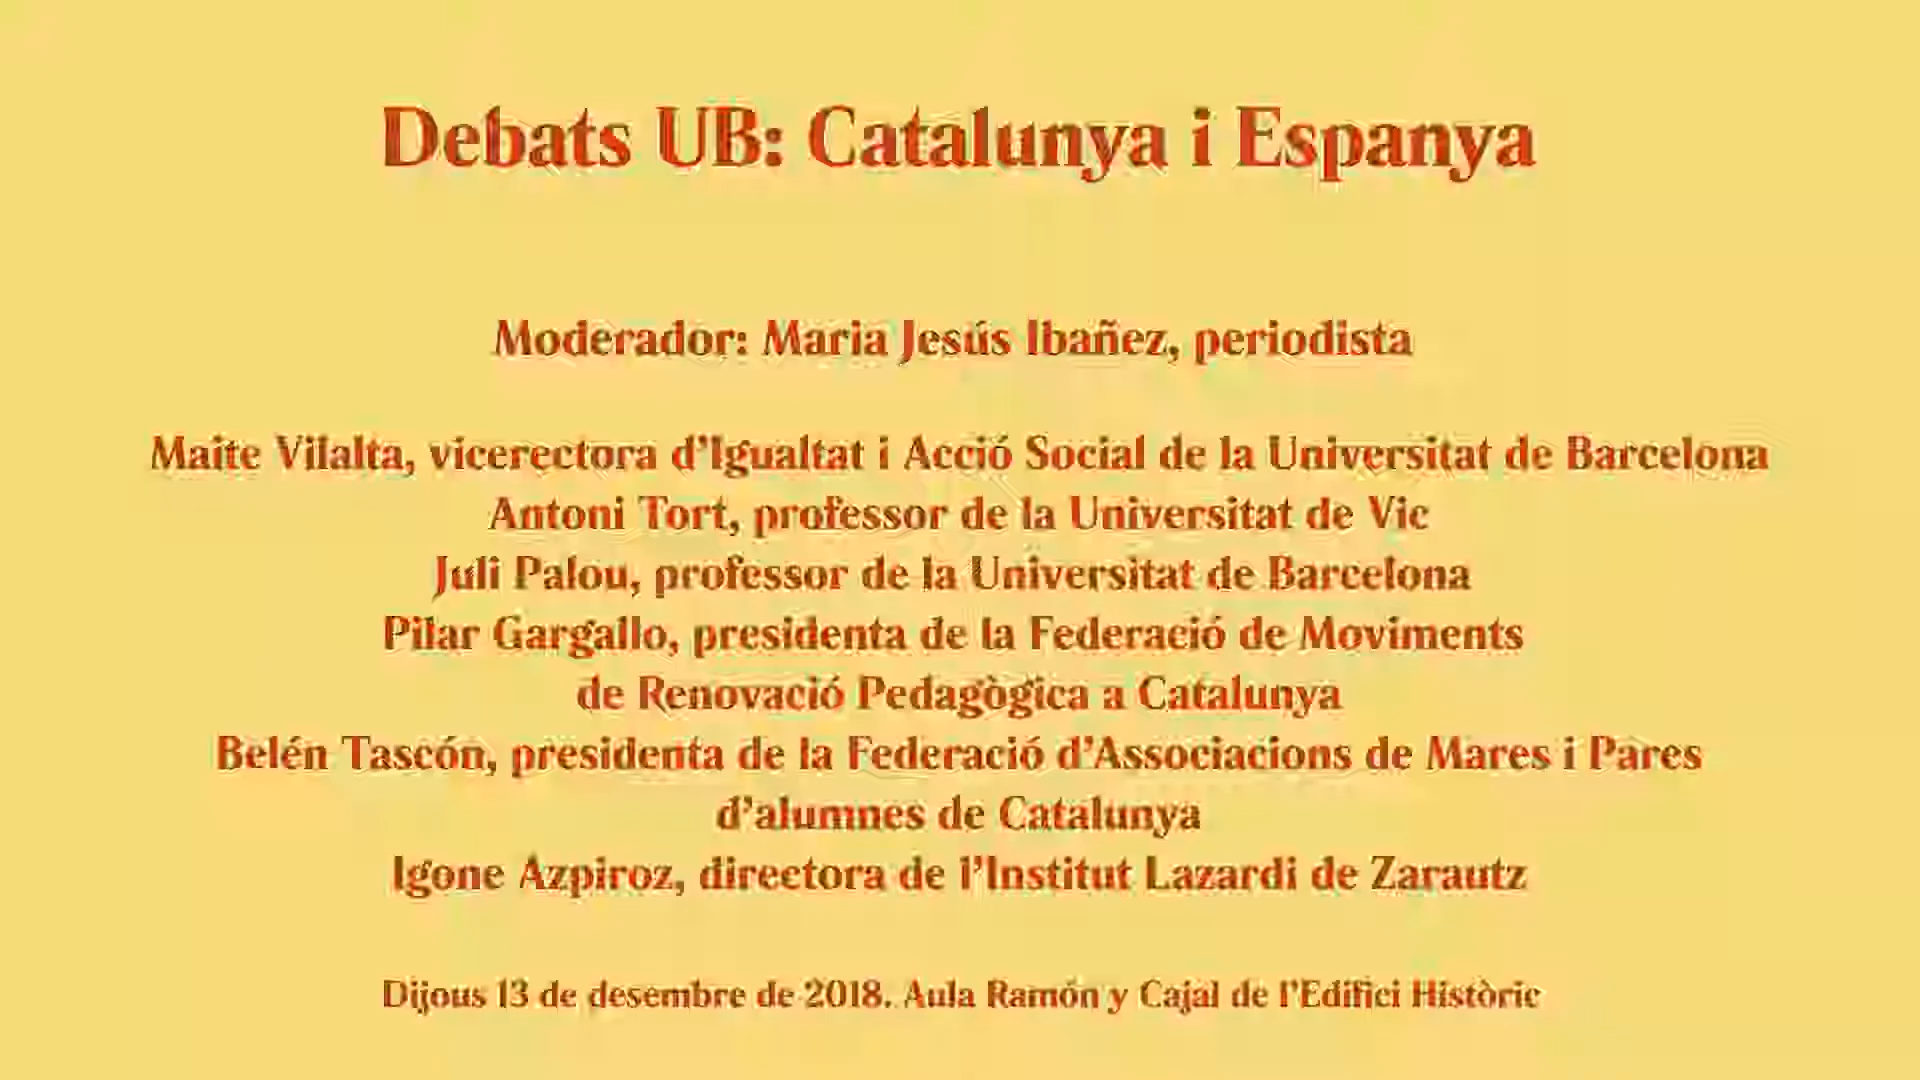 Debats UB: Catalunya i Espanya
Moderador: Maria Jesús Ibañez, periodista
Maite Vilalta, vicerectora d'Igualtat i Acció Social de la Universitat de Barcelona
Antoni Tort, professor de la Universitat de Vic
Juli Palou, professor de la Universitat de Barcelona
Pilar Gargallo, presidenta de la Federació de Moviments
de Renovació Pedagògica a Catalunya
Belén Tascón, presidenta de la Federació d'Associacions de Mares i Pares
d'alumnes de Catalunya
Igone Azpiroz, directora de l'Institut Lazardi de Zarautz
Dijous 13 de desembre de 2018. Aula Ramón y Cajal de l'Edifici Històric